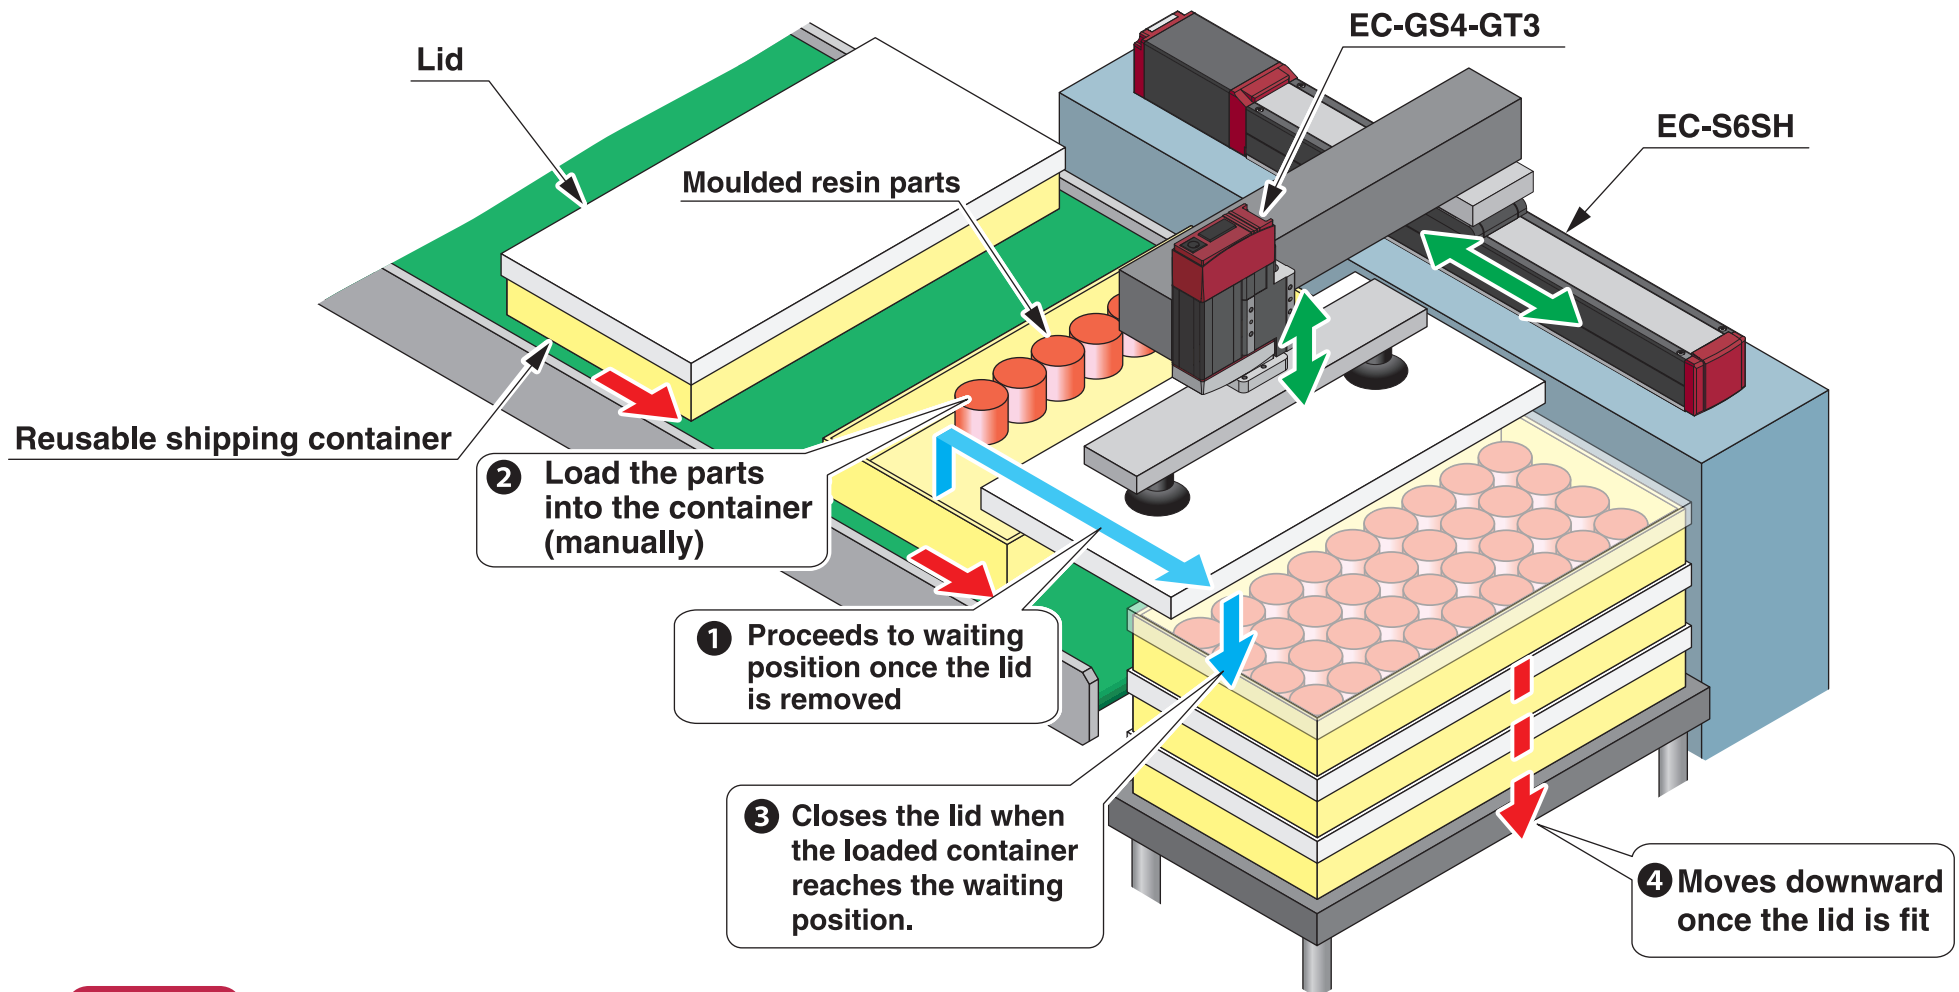 EC-GS4-GT3
Lid
EC-S6SH
Moulded resin parts
Reusable shipping container
2 Load the parts
into the container
(manually)
1 Proceeds to waiting
position once the lid
is removed
3 Closes the lid when
the loaded container
reaches the waiting
position.
4 Moves downward
once the lid is fit